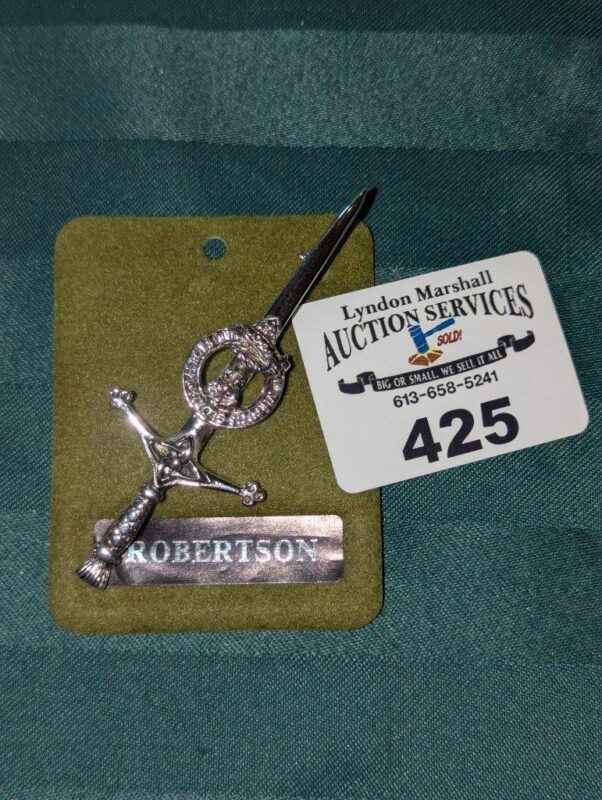 Lyndon Marshall
AUCTION SERVICES
SOLD!
BIG OR SMALL, WE SELL IT ALL
613-658-5241
425
ROBERTSON